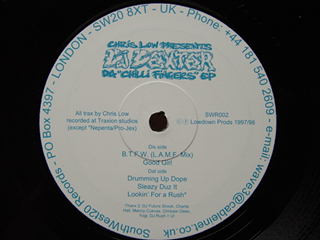 SouthWest20 Records - PO Box 4397 - LONDON - SW20 8XT - UK - Phone: +44 181 540 2609 - e-mail: waves@cablenet.co.uk
CHRIS LOW PRESENTS
DJ DEXTER
DA "CHILLI FINGERS" EP
All trax by Chris Low
recorded at Traxion studios
(except *Nepenta/Pro-Jex)
SWR002
Ⓒ Ⓟ Lowdown Prods 1997/98
Dis side
B.T.F.W. (L.A.M.F. Mix)
Good Girl
Dat side
Drumming Up Dope
Sleazy Duz It
Lookin' For a Rush*